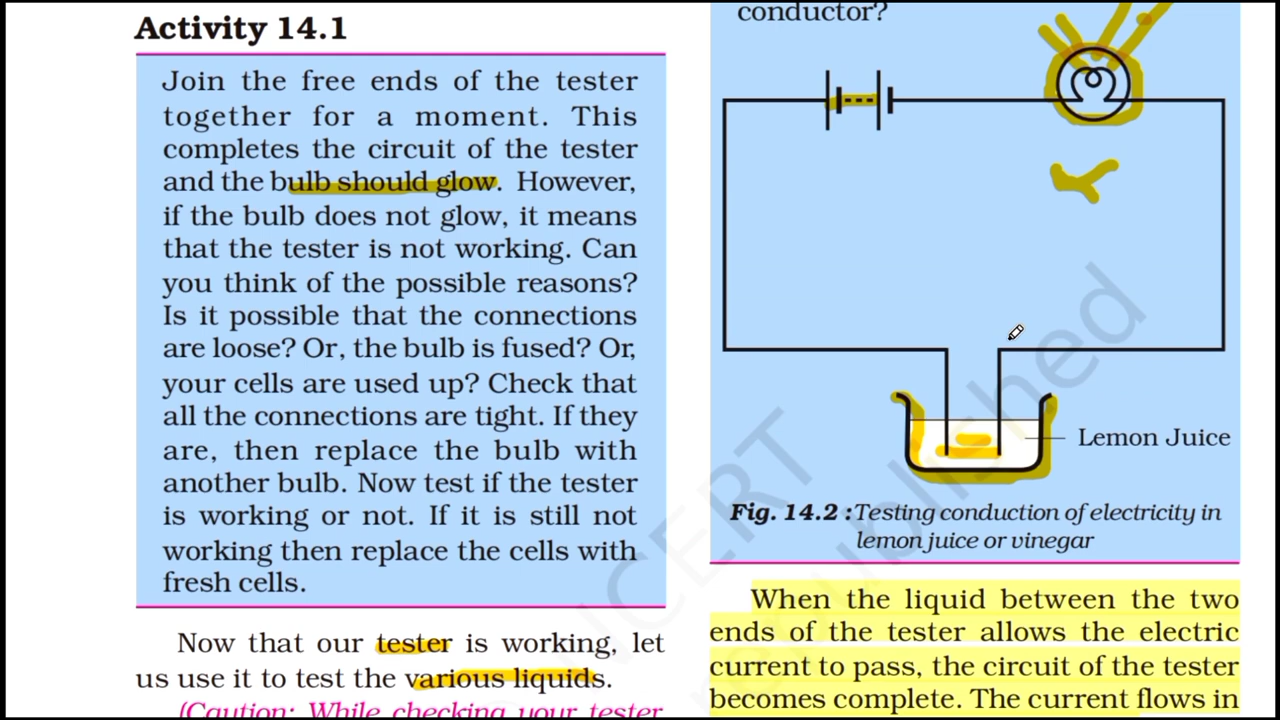 Activity 14.1
Join the free ends of the tester
together for a moment. This
completes the circuit of the tester
and the bulb should glow. However,
if the bulb does not glow, it means
that the tester is not working. Can
you think of the possible reasons?
Is it possible that the connections
are loose? Or, the bulb is fused? Or,
your cells are used up? Check that
all the connections are tight. If they
are, then replace the bulb with
another bulb. Now test if the tester
is working or not. If it is still not
working then replace the cells with
fresh cells.
Now that our tester is working, let
us use it to test the various liquids.
(Caution: While checking your tester
conductor?
Lemon Juice
Fig. 14.2 : Testing conduction of electricity in
lemon juice or vinegar
When the liquid between the two
ends of the tester allows the electric
current to pass, the circuit of the tester
becomes complete. The current flows in
NCERT